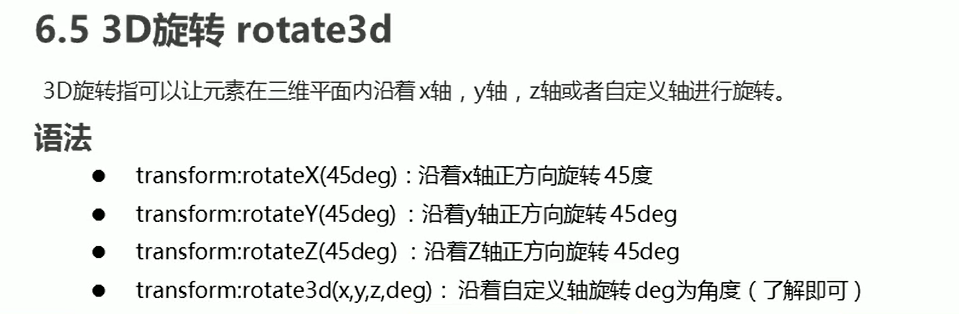 6.5 3D旋转 rotate3d
3D旋转指可以让元素在三维平面内沿着 x轴，y轴，z轴或者自定义轴进行旋转。
语法
● transform:rotateX(45deg)：沿着x轴正方向旋转 45度
● transform:rotateY(45deg) ：沿着y轴正方向旋转 45deg
● transform:rotateZ(45deg) ：沿着Z轴正方向旋转 45deg
● transform:rotate3d(x,y,z,deg)： 沿着自定义轴旋转 deg为角度（了解即可）